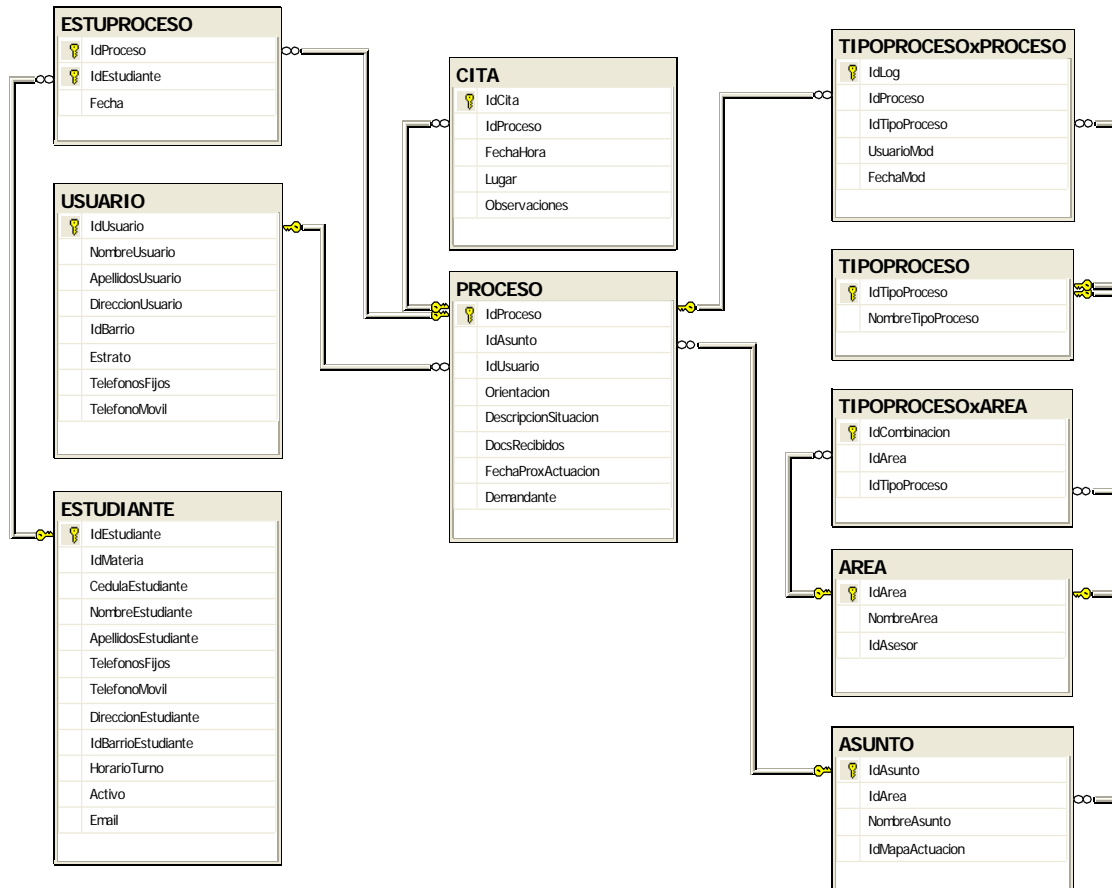 ESTUPROCESO
IdProceso
IdEstudiante
Fecha
USUARIO
IdUsuario
NombreUsuario
ApellidosUsuario
DireccionUsuario
IdBarrio
Estrato
TelefonosFijos
TelefonoMovil
ESTUDIANTE
IdEstudiante
IdMateria
CedulaEstudiante
NombreEstudiante
ApellidosEstudiante
TelefonosFijos
TelefonoMovil
DireccionEstudiante
IdBarrioEstudiante
HorarioTurno
Activo
Email
CITA
IdCita
IdProceso
FechaHora
Lugar
Observaciones
PROCESO
IdProceso
IdAsunto
IdUsuario
Orientacion
DescripcionSituacion
DocsRecibidos
FechaProxActuacion
Demandante
TIPOPROCESOxPROCESO
IdLog
IdProceso
IdTipoProceso
UsuarioMod
FechaMod
TIPOPROCESO
IdTipoProceso
NombreTipoProceso
TIPOPROCESOxAREA
IdCombinacion
IdArea
IdTipoProceso
AREA
IdArea
NombreArea
IdAsesor
ASUNTO
IdAsunto
IdArea
NombreAsunto
IdMapaActuacion